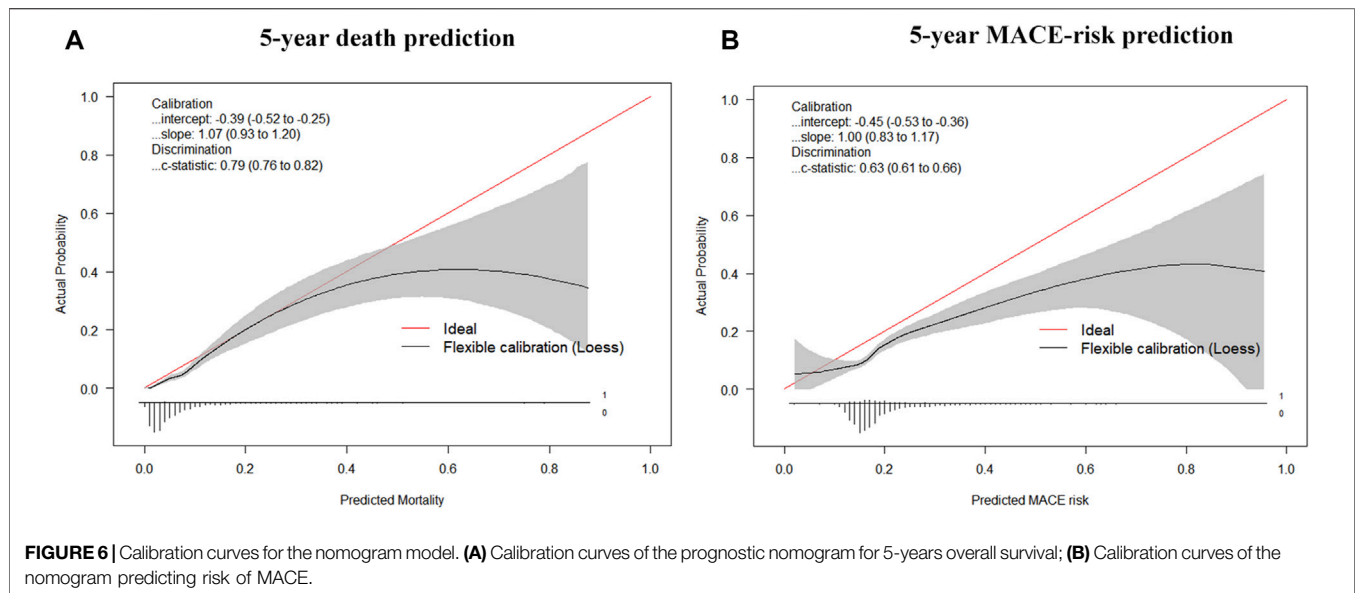 A
5-year death prediction
Calibration
...intercept: -0.39 (-0.52 to -0.25)
...slope: 1.07 (0.93 to 1.20)
Discrimination
...c-statistic: 0.79 (0.76 to 0.82)
Actual Probability
1.0
0.8
0.6
0.4
0.2
0.0
Ideal
Flexible calibration (Loess)
1
0
0.0 0.2 0.4 0.6 0.8 1.0
Predicted Mortality
B
5-year MACE-risk prediction
Calibration
...intercept: -0.45 (-0.53 to -0.36)
...slope: 1.00 (0.83 to 1.17)
Discrimination
...c-statistic: 0.63 (0.61 to 0.66)
Actual Probability
1.0
0.8
0.6
0.4
0.2
0.0
Ideal
Flexible calibration (Loess)
1
0
0.0 0.2 0.4 0.6 0.8 1.0
Predicted MACE risk
FIGURE 6 | Calibration curves for the nomogram model. (A) Calibration curves of the prognostic nomogram for 5-years overall survival; (B) Calibration curves of the
nomogram predicting risk of MACE.